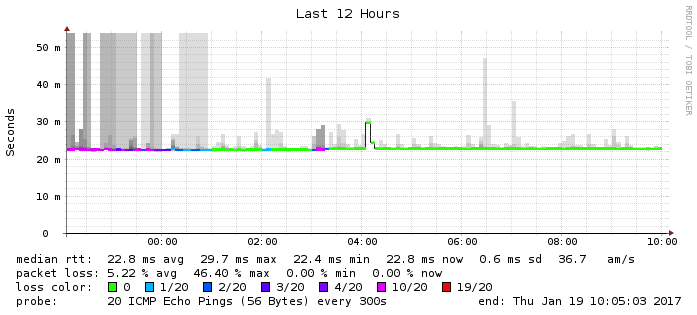 Last 12 Hours
RRDTOOL / TOBI OETIKER
Seconds
50 m
40 m
30 m
20 m
10 m
0
00:00 02:00 04:00 06:00 08:00 10:00
median rtt: 22.8 ms avg 29.7 ms max 22.4 ms min 22.8 ms now 0.6 ms sd 36.7 am/s
packet loss: 5.22 % avg 46.40 % max 0.00 % min 0.00 % now
loss color: 0 1/20 2/20 3/20 4/20 10/20 19/20
probe: 20 ICMP Echo Pings (56 Bytes) every 300s end: Thu Jan 19 10:05:03 2017